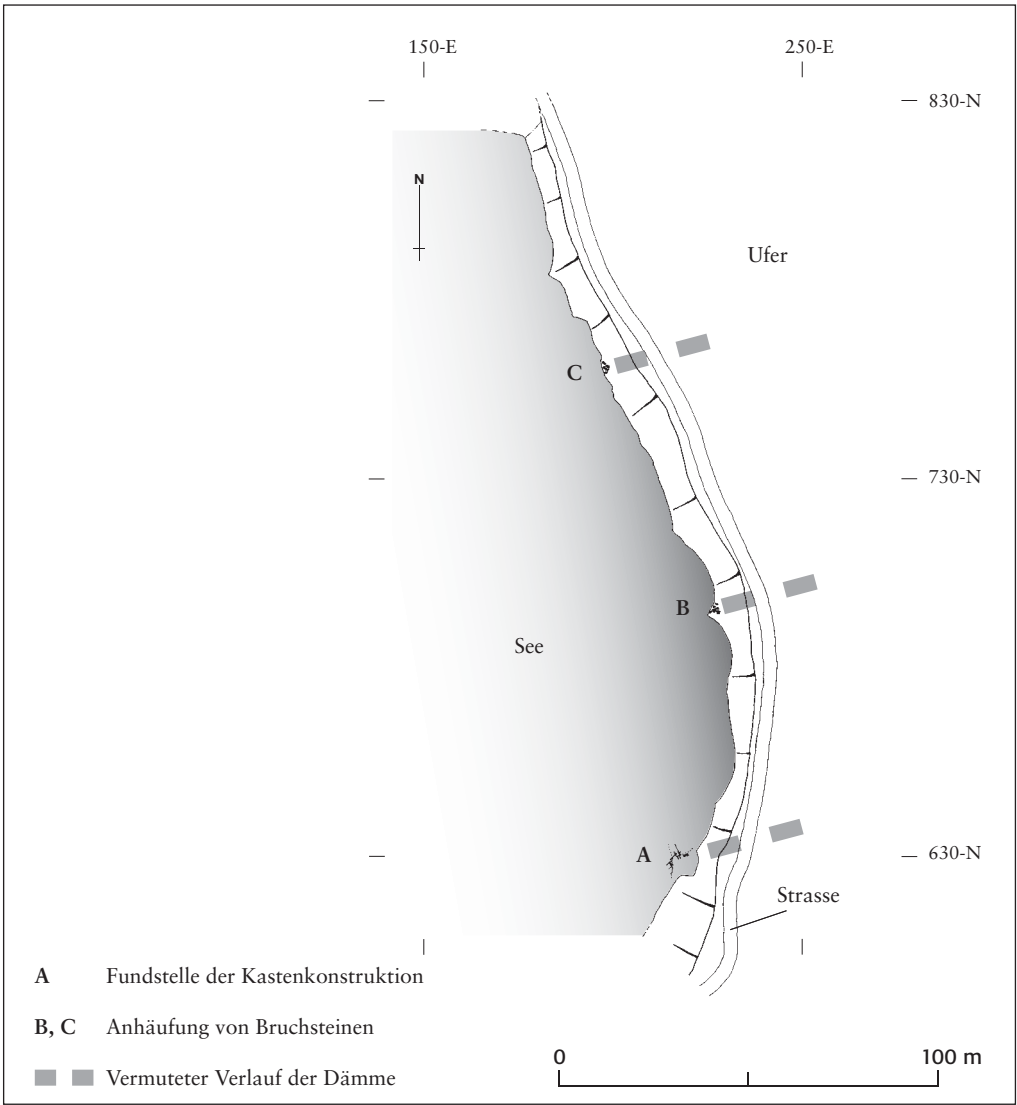 150-E 250-E
830-N
N
Ufer
C
730-N
B
See
A 630-N
Strasse
A Fundstelle der Kastenkonstruktion
B, C Anhäufung von Bruchsteinen
0 100 m
Vermuteter Verlauf der Dämme